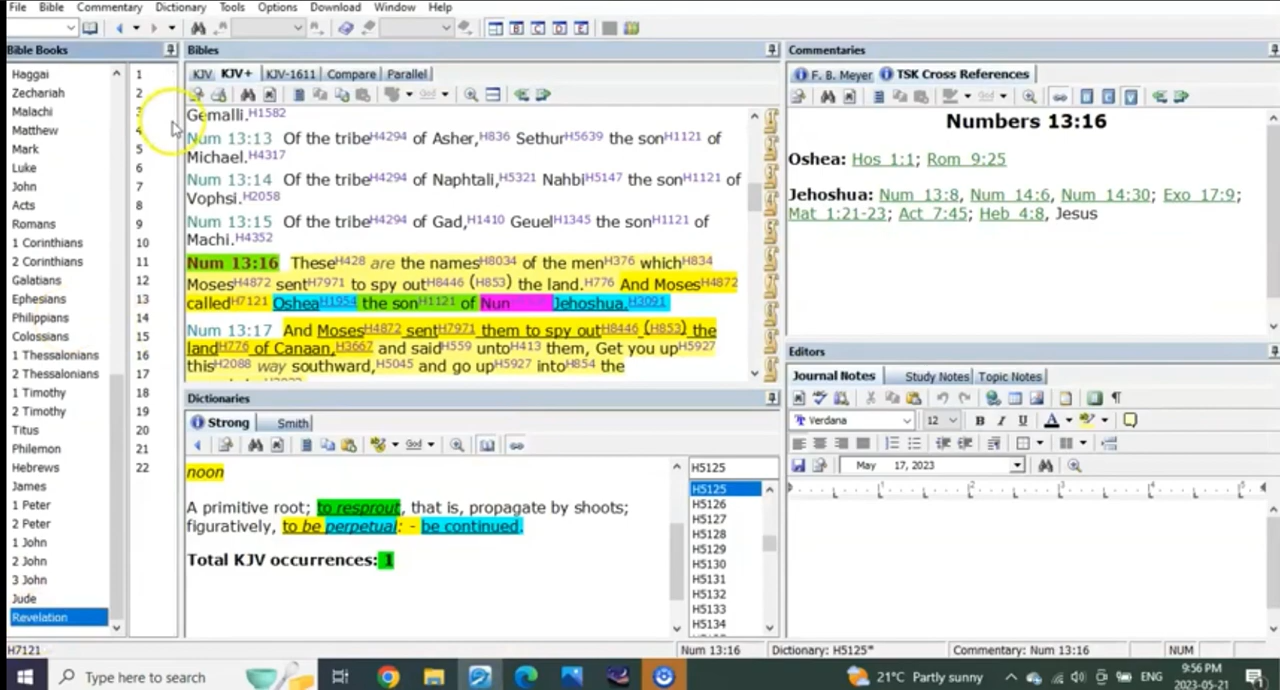 File Bible Commentary Dictionary Tools Options Download Window Help
Bible Books
Haggai
Zechariah
Malachi
Matthew
Mark
Luke
John
Acts
Romans
1 Corinthians
2 Corinthians
Galatians
Ephesians
Philippians
Colossians
1 Thessalonians
2 Thessalonians
1 Timothy
2 Timothy
Titus
Philemon
Hebrews
James
1 Peter
2 Peter
1 John
2 John
3 John
Jude
Revelation
1
2
3
4
5
6
7
8
9
10
11
12
13
14
15
16
17
18
19
20
21
22
Bibles
KJV KJV+ KJV-1611 Compare Parallel
Gemalli.H1582
Num 13:13 Of the tribeH4294 of Asher,H836 SethurH5639 the sonH1121 of
Michael.H4317
Num 13:14 Of the tribeH4294 of Naphtali,H5321 NahbiH5147 the sonH1121 of
Vophsi.H2058
Num 13:15 Of the tribeH4294 of Gad,H1410 GeuelH1345 the sonH1121 of
Machi.H4352
Num 13:16 TheseH428 are the namesH8034 of the menH376 whichH834
MosesH4872 sentH7971 to spy outH8446 (H853) the land.H776 And MosesH4872
calledH7121 OsheaH1954 the sonH1121 of Nun Jehoshua.H3091
Num 13:17 And MosesH4872 sentH7971 them to spy outH8446 (H853) the
landH776 of Canaan,H3667 and saidH559 untoH413 them, Get you upH5927
thisH2088 way southward,H5045 and go upH5927 intoH854 the
Dictionaries
Strong Smith
noon
A primitive root; to resprout, that is, propagate by shoots;
figuratively, to be perpetual: - be continued.
Total KJV occurrences: 1
H5125
H5125
H5126
H5127
H5128
H5129
H5130
H5131
H5132
H5133
H5134
Commentaries
F. B. Meyer TSK Cross References
Numbers 13:16
Oshea: Hos 1:1; Rom 9:25
Jehoshua: Num 13:8, Num 14:6, Num 14:30; Exo 17:9;
Mat 1:21-23; Act 7:45; Heb 4:8, Jesus
Editors
Journal Notes Study Notes Topic Notes
Verdana 12 B I U A
May 17, 2023
1 2 3 4 5
H7121 Num 13:16 Dictionary: H5125* Commentary: Num 13:16 NUM
Type here to search 21°C Partly sunny ENG 9:56 PM
2023-05-21